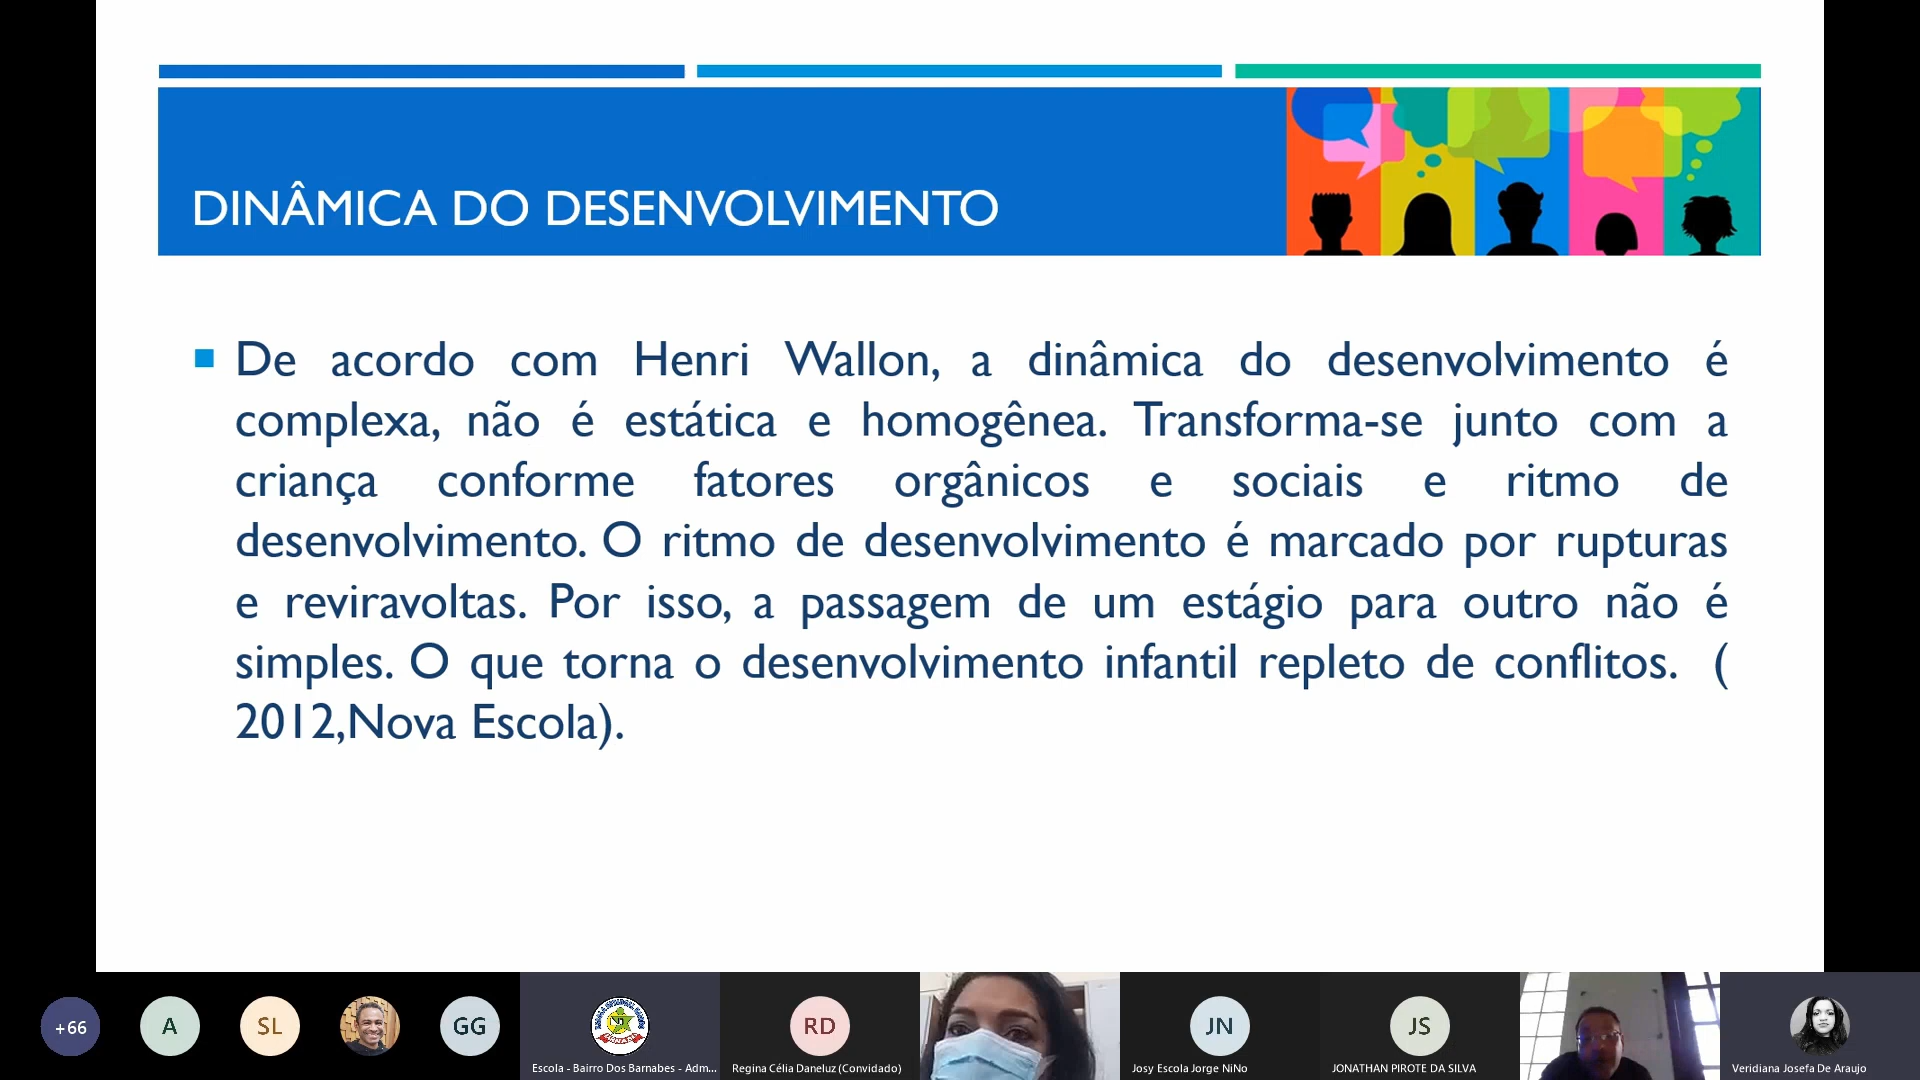 DINÂMICA DO DESENVOLVIMENTO
De acordo com Henri Wallon, a dinâmica do desenvolvimento é
complexa, não é estática e homogênea. Transforma-se junto com a
criança conforme fatores orgânicos e sociais e ritmo de
desenvolvimento. O ritmo de desenvolvimento é marcado por rupturas
e reviravoltas. Por isso, a passagem de um estágio para outro não é
simples. O que torna o desenvolvimento infantil repleto de conflitos. (
2012,Nova Escola).
+66
A
SL
GG
RD
JN
JS
Escola - Bairro Dos Barnabes - Adm...
Regina Célia Daneluz (Convidado)
Josy Escola Jorge NiNo
JONATHAN PIROTE DA SILVA
Veridiana Josefa De Araujo